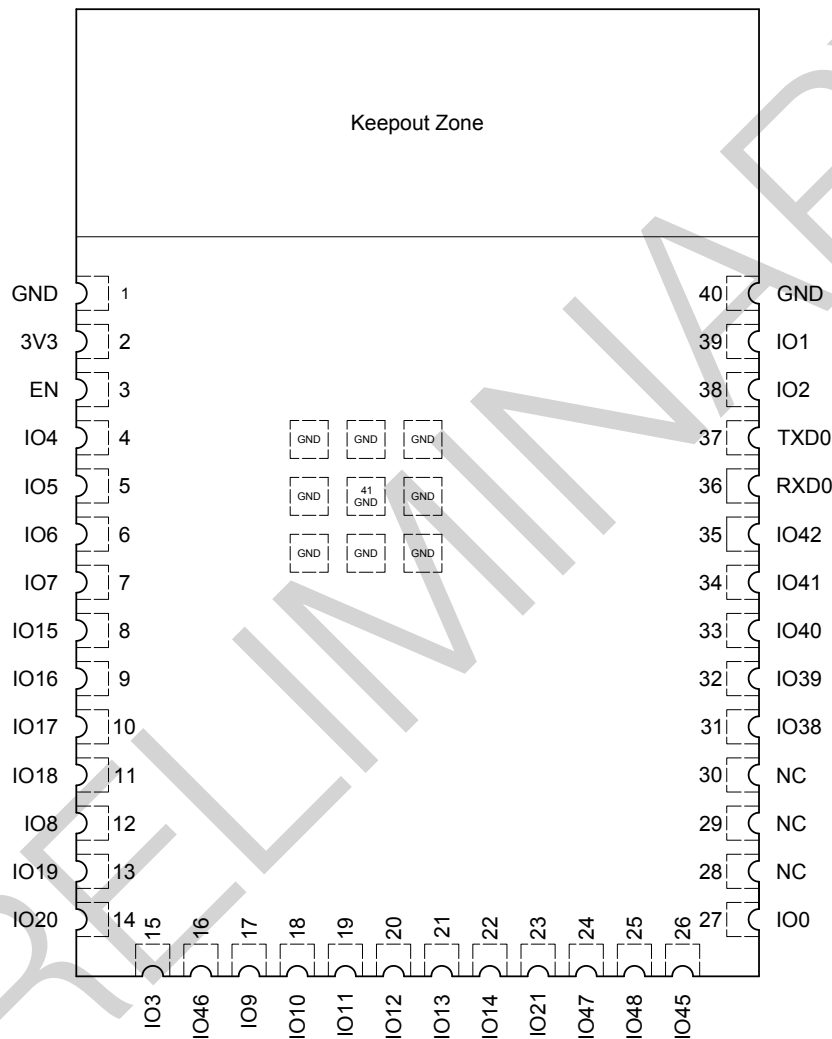 Keepout Zone
GND 1 40 GND
3V3 2 39 IO1
EN 3 38 IO2
IO4 4 GND GND GND 37 TXD0
IO5 5 GND 41 GND GND 36 RXD0
IO6 6 35 IO42
GND GND GND
IO7 7 34 IO41
IO15 8 33 IO40
IO16 9 32 IO39
IO17 10 31 IO38
IO18 11 30 NC
IO8 12 29 NC
IO19 13 28 NC
IO20 14 27 IO0
15 16 17 18 19 20 21 22 23 24 25 26
IO3 IO46 IO9 IO10 IO11 IO12 IO13 IO14 IO21 IO47 IO48 IO45
RELIMINAR